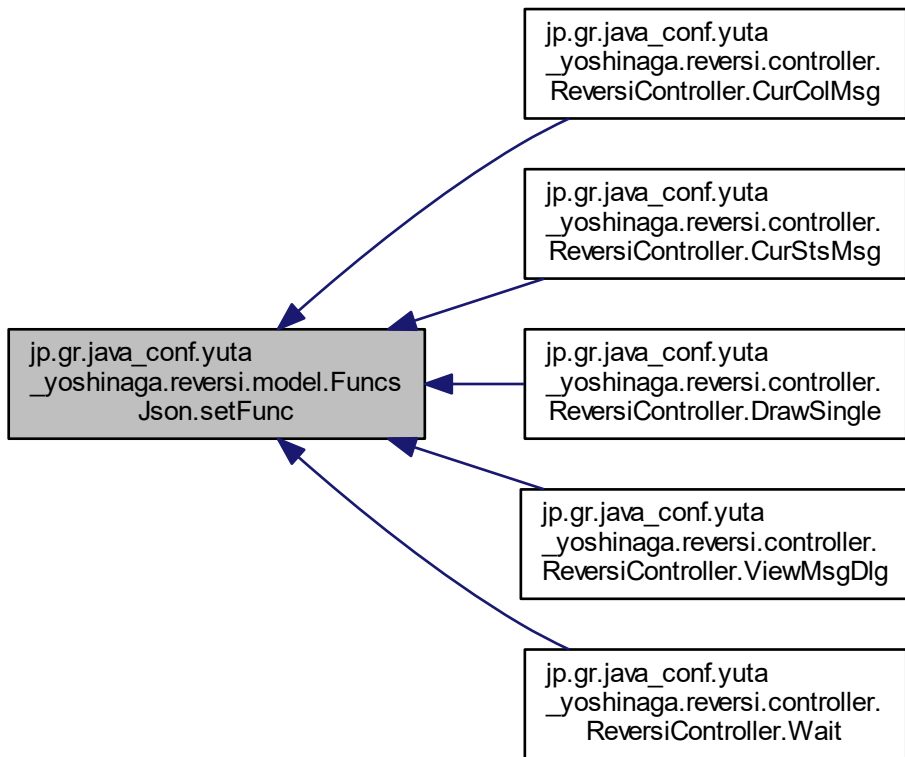 jp.gr.java_conf.yuta
_yoshinaga.reversi.controller.
ReversiController.CurColMsg
jp.gr.java_conf.yuta
_yoshinaga.reversi.controller.
ReversiController.CurStsMsg
jp.gr.java_conf.yuta
_yoshinaga.reversi.model.Funcs
Json.setFunc
jp.gr.java_conf.yuta
_yoshinaga.reversi.controller.
ReversiController.DrawSingle
jp.gr.java_conf.yuta
_yoshinaga.reversi.controller.
ReversiController.ViewMsgDlg
jp.gr.java_conf.yuta
_yoshinaga.reversi.controller.
ReversiController.Wait